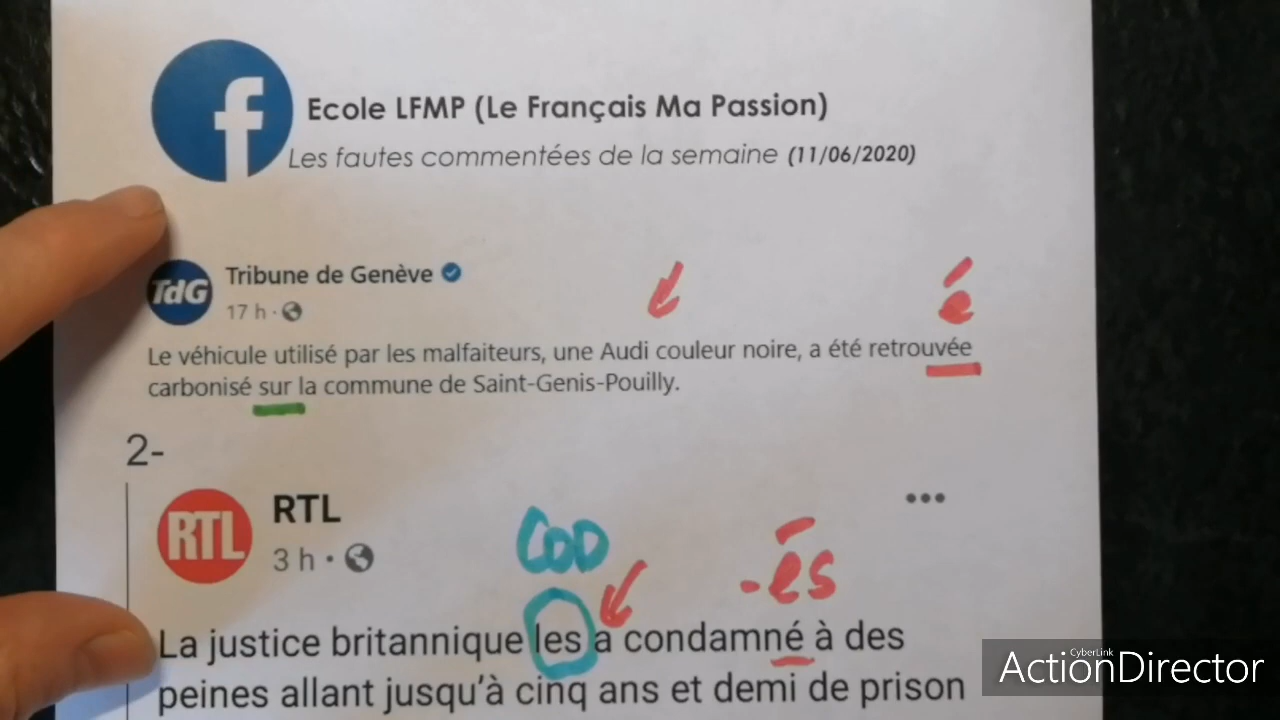 f
Ecole LFMP (Le Français Ma Passion)
Les fautes commentées de la semaine (11/06/2020)
TdG
Tribune de Genève
17 h ·
é
Le véhicule utilisé par les malfaiteurs, une Audi couleur noire, a été retrouvée
carbonisé sur la commune de Saint-Genis-Pouilly.
2-
RTL
RTL
3 h ·
COD
-és
La justice britannique les a condamné à des
peines allant jusqu'à cinq ans et demi de prison
CyberLink
ActionDirector